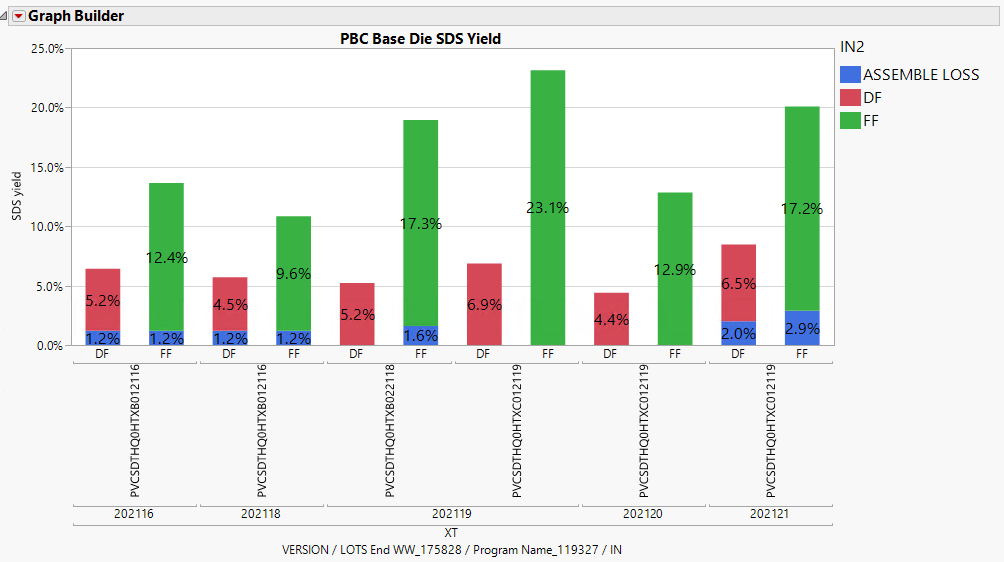 Graph Builder
PBC Base Die SDS Yield
IN2
ASSEMBLE LOSS
DF
FF
SDS yield
25.0%
20.0%
15.0%
10.0%
5.0%
0.0%
5.2%
1.2%
12.4%
1.2%
4.5%
1.2%
9.6%
1.2%
5.2%
17.3%
1.6%
6.9%
23.1%
4.4%
12.9%
6.5%
2.0%
17.2%
2.9%
DF FF DF FF DF FF DF FF DF FF DF FF
PVCSDTHQ0HTXB012116
PVCSDTHQ0HTXB012116
PVCSDTHQ0HTXB022118
PVCSDTHQ0HTXC012119
PVCSDTHQ0HTXC012119
PVCSDTHQ0HTXC012119
202116 202118 202119 202120 202121
XT
VERSION / LOTS End WW_175828 / Program Name_119327 / IN